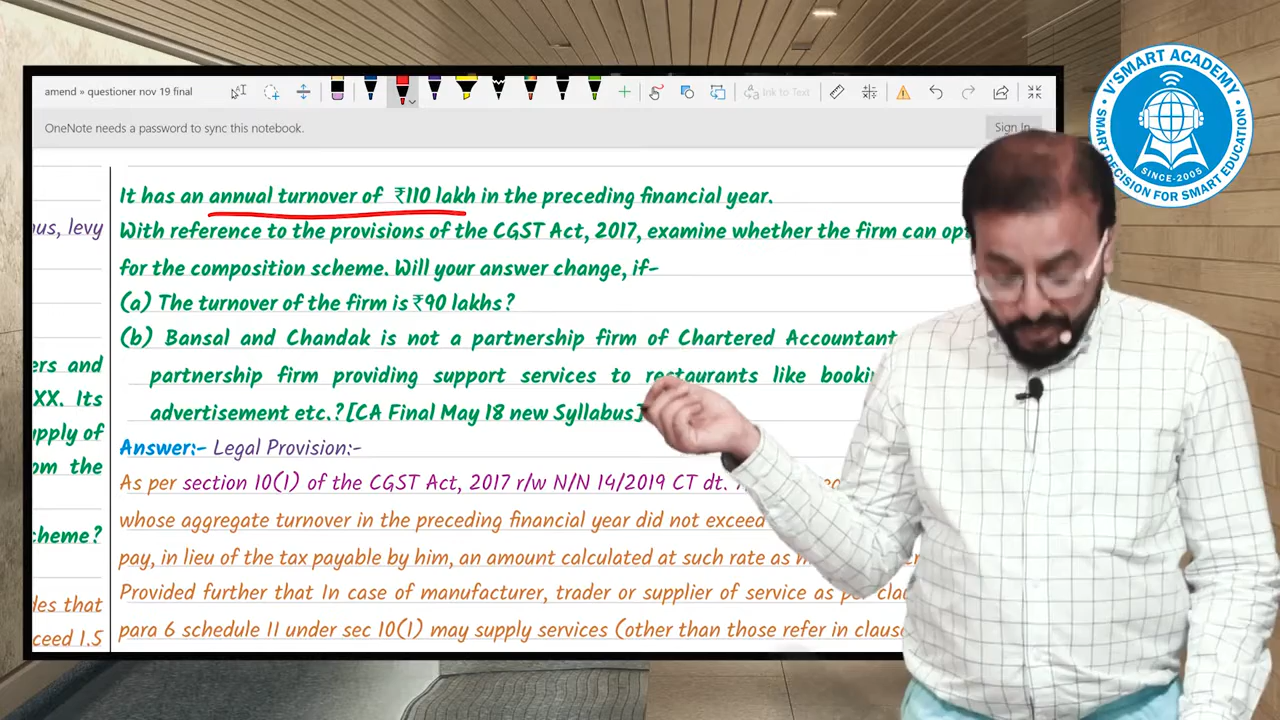 amend » questioner nov 19 final
Ink to Text
OneNote needs a password to sync this notebook.
Sign In
V'SMART ACADEMY
SMART DECISION FOR SMART EDUCATION
SINCE-2005
It has an annual turnover of ₹110 lakh in the preceding financial year.
us, levy
With reference to the provisions of the CGST Act, 2017, examine whether the firm can opt
for the composition scheme. Will your answer change, if-
(a) The turnover of the firm is ₹90 lakhs?
(b) Bansal and Chandak is not a partnership firm of Chartered Accountant
ers and
partnership firm providing support services to restaurants like
XX. Its
advertisement etc.? [CA Final May 18 new Syllabus]
pply of
Answer:- Legal Provision:-
om the
As per section 10(1) of the CGST Act, 2017 r/w N/N 14/2019 CT dt.
whose aggregate turnover in the preceding financial year did not exceed
cheme?
pay, in lieu of the tax payable by him, an amount calculated at such rate as
Provided further that In case of manufacturer, trader or supplier of service as per
des that
para 6 schedule II under sec 10(1) may supply services (other than those refer in clause
ceed 1.5